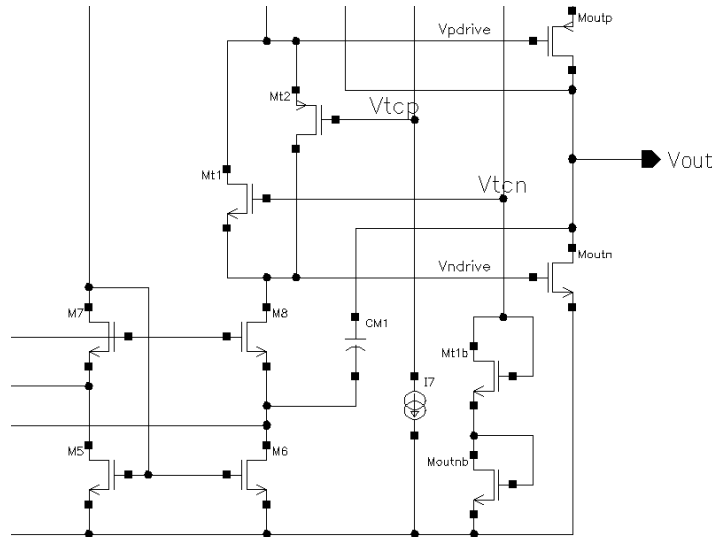 Moutp
Vpdrive
Mt2
Vtcp
Vout
Mt1
Vtcn
Moutn
Vndrive
M7
M8
CM1
Mt1b
I7
M5
M6
Moutnb